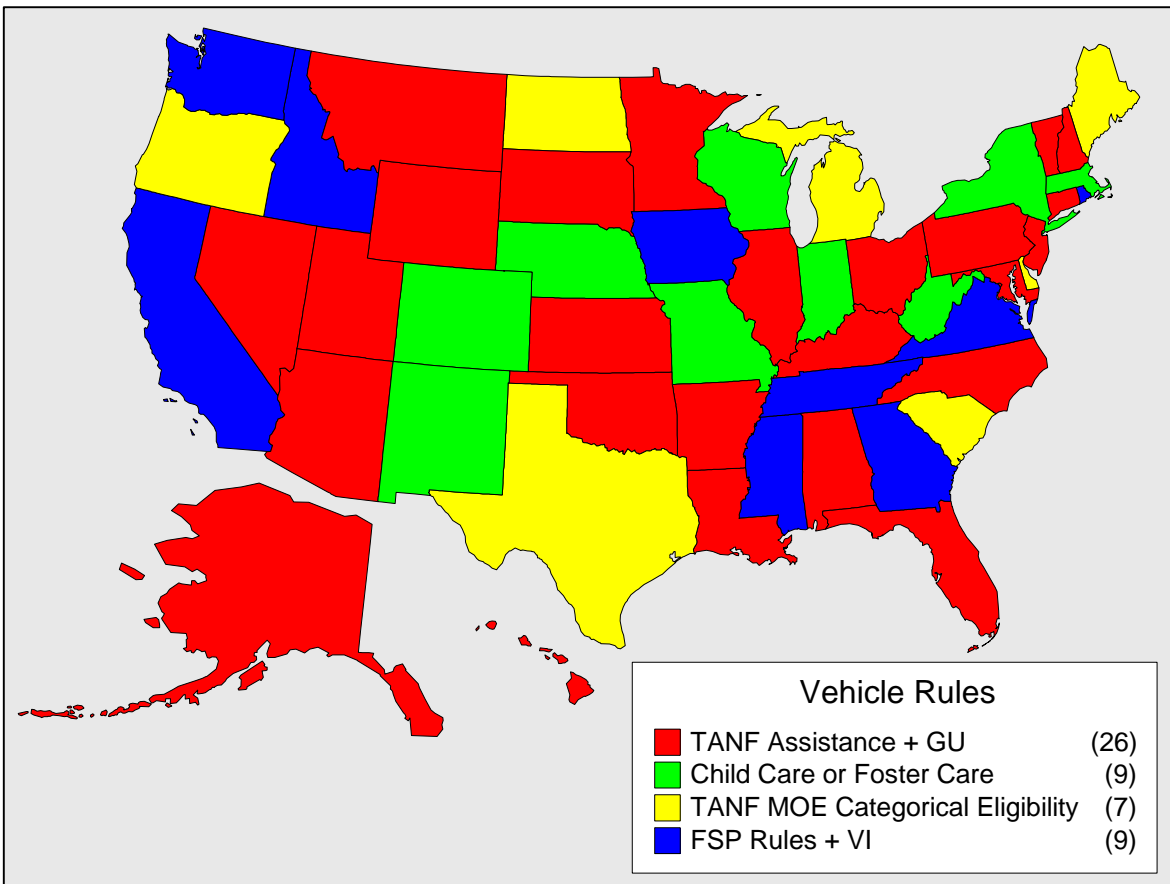 Vehicle Rules
TANF Assistance + GU (26)
Child Care or Foster Care (9)
TANF MOE Categorical Eligibility (7)
FSP Rules + VI (9)